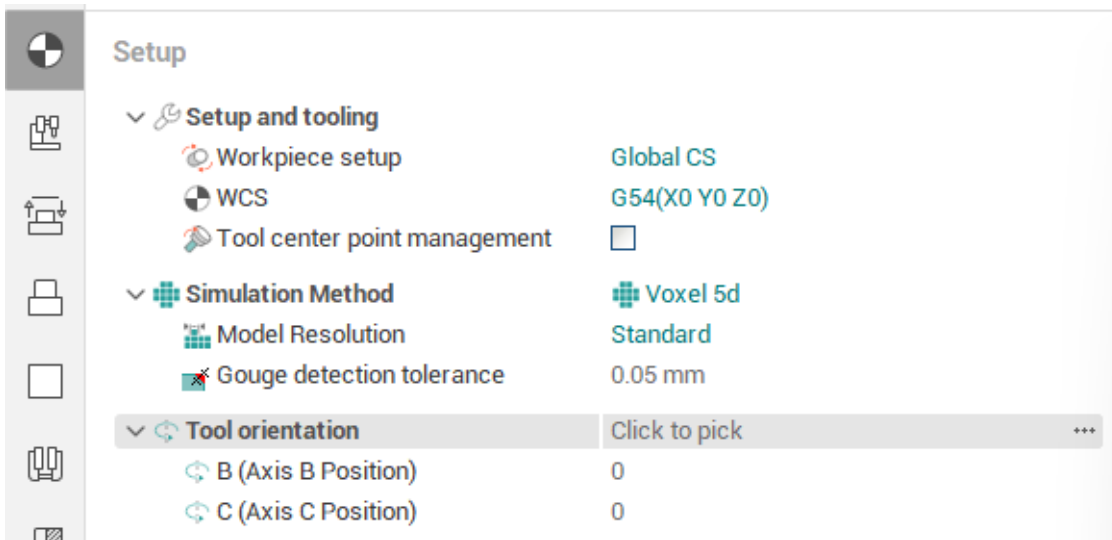 Setup
Setup and tooling
Workpiece setup Global CS
WCS G54(X0 Y0 Z0)
Tool center point management
Simulation Method Voxel 5d
Model Resolution Standard
Gouge detection tolerance 0.05 mm
Tool orientation Click to pick ...
B (Axis B Position) 0
C (Axis C Position) 0